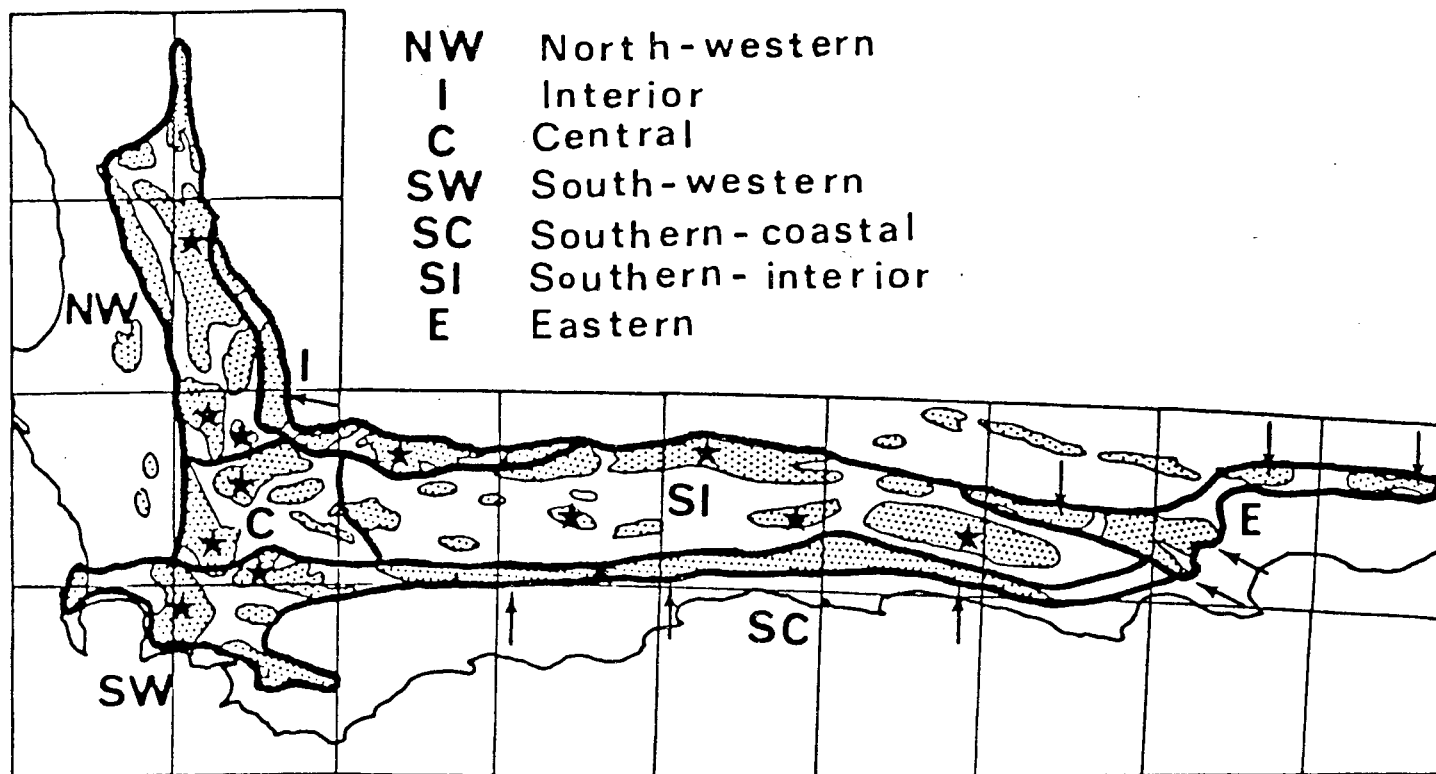 NW North-western
I Interior
C Central
SW South-western
SC Southern-coastal
SI Southern-interior
E Eastern
NW
I
SI
E
C
SC
SW